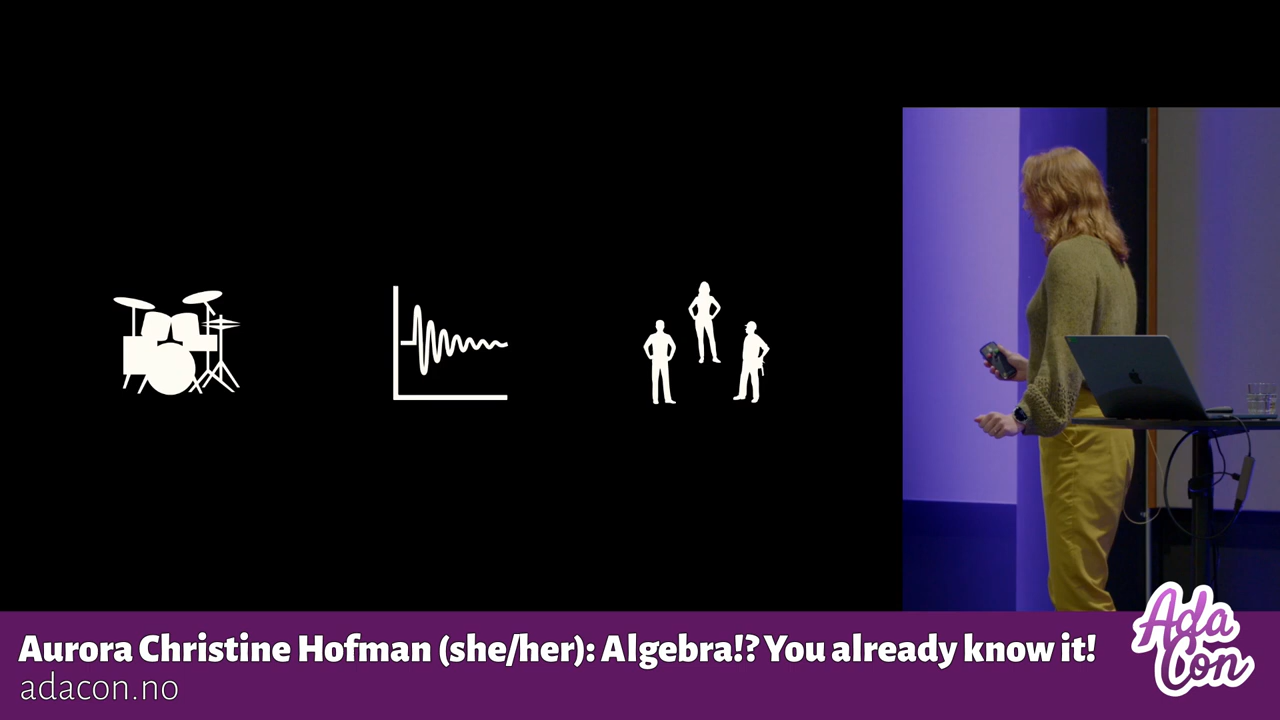 Aurora Christine Hofman (she/her): Algebra!? You already know it!
adacon.no
Ada
Con